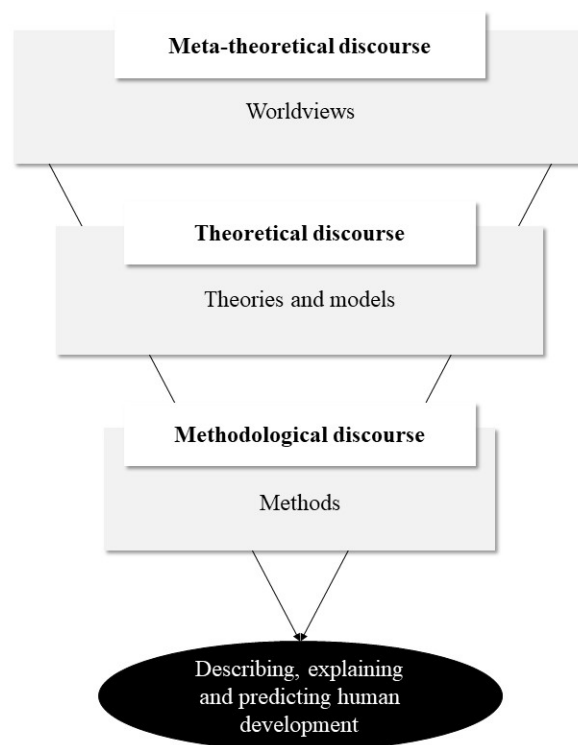 Meta-theoretical discourse
Worldviews
Theoretical discourse
Theories and models
Methodological discourse
Methods
Describing, explaining
and predicting human
development